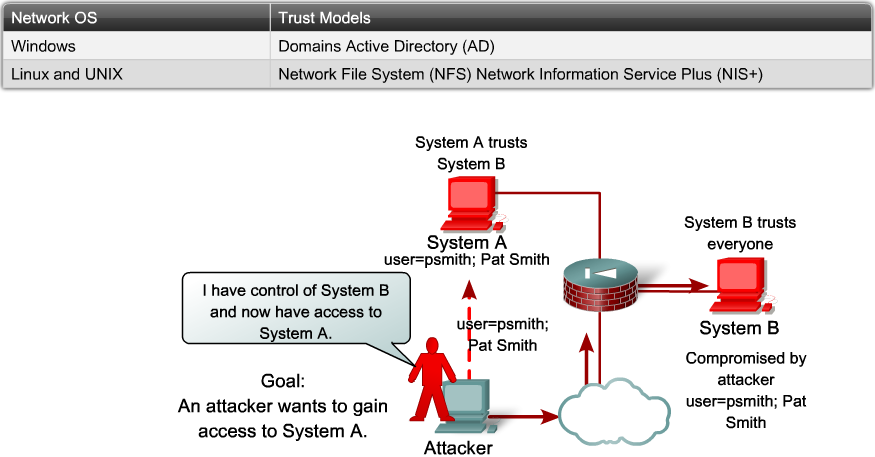 Network OS
Trust Models
Windows
Domains Active Directory (AD)
Linux and UNIX
Network File System (NFS) Network Information Service Plus (NIS+)
System A trusts
System B
System A
user=psmith; Pat Smith
System B trusts
everyone
System B
Compromised by
attacker
user=psmith; Pat
Smith
I have control of System B
and now have access to
System A.
user=psmith;
Pat Smith
Goal:
An attacker wants to gain
access to System A.
Attacker